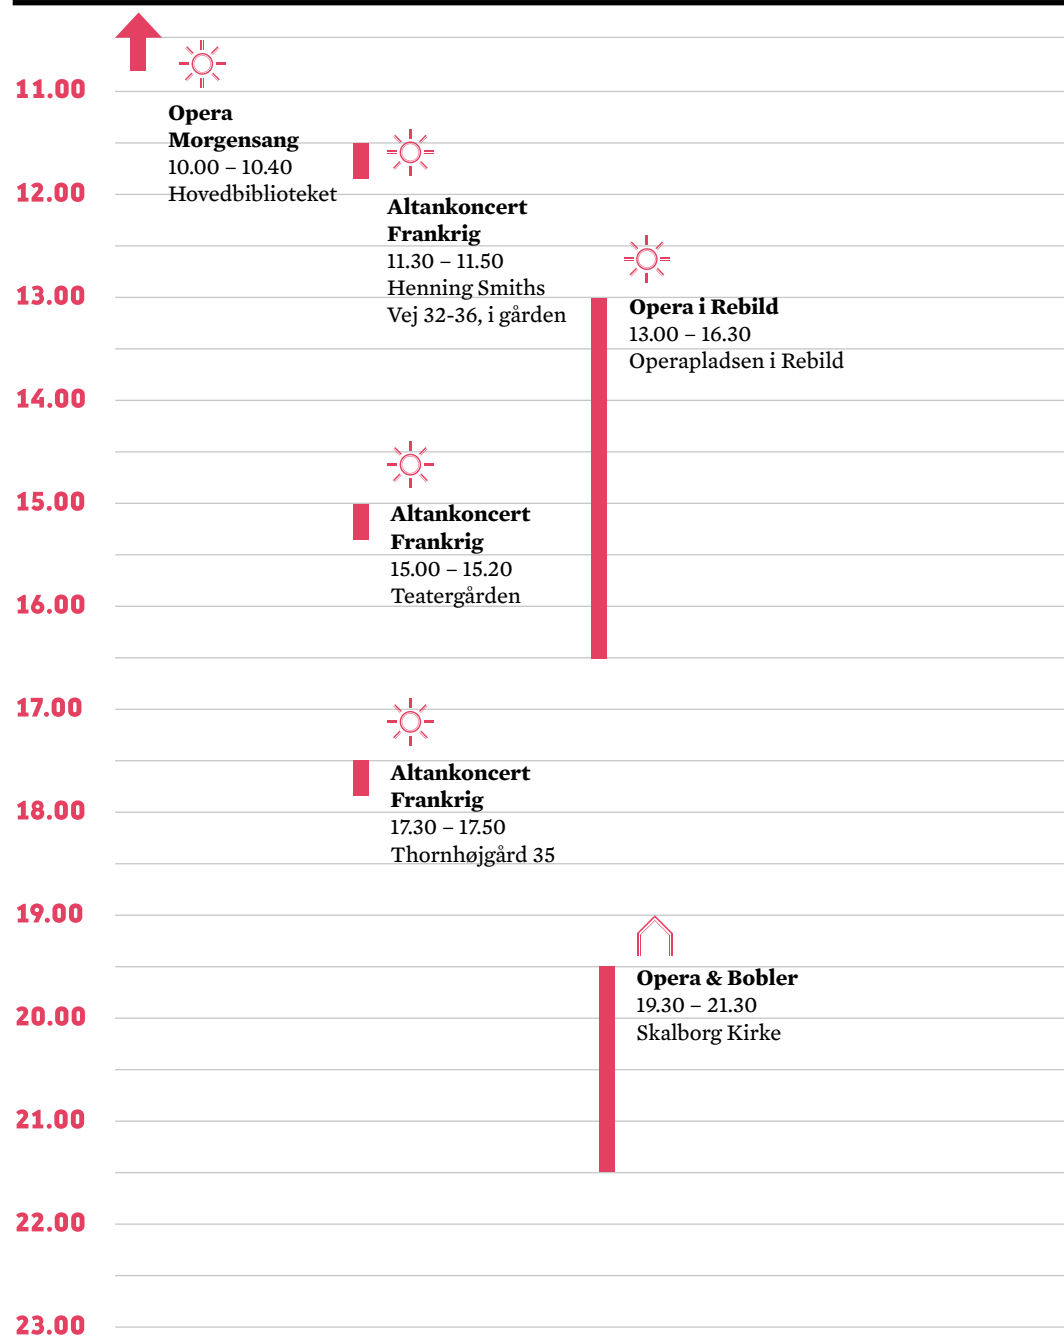 11.00
Opera
Morgensang
10.00 – 10.40
Hovedbiblioteket
12.00
Altankoncert
Frankrig
11.30 – 11.50
Henning Smiths
Vej 32-36, i gården
13.00
Opera i Rebild
13.00 – 16.30
Operapladsen i Rebild
14.00
15.00
Altankoncert
Frankrig
15.00 – 15.20
Teatergården
16.00
17.00
Altankoncert
Frankrig
17.30 – 17.50
Thornhøjgård 35
18.00
19.00
Opera & Bobler
19.30 – 21.30
Skalborg Kirke
20.00
21.00
22.00
23.00